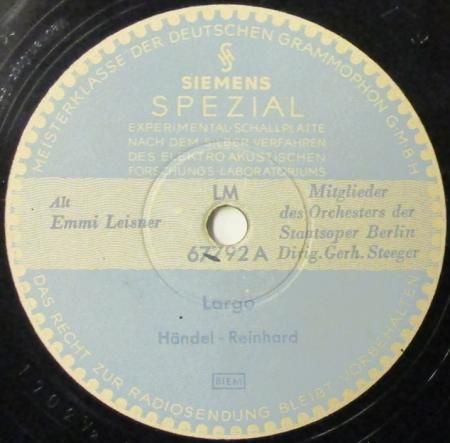 MEISTERKLASSE DER DEUTSCHEN GRAMMOPHON G·M·B·H
SIEMENS
SPEZIAL
EXPERIMENTAL-SCHALLPLATTE
NACH DEM SILBER VERFAHREN
DES ELEKTRO AKUSTISCHEN
FORSCHUNGS-LABORATORIUMS
Alt
Emmi Leisner
LM
67792 A
Mitglieder
des Orchesters der
Staatsoper Berlin
Dirig. Gerh. Steeger
Largo
Händel - Reinhard
BIEM
DAS RECHT ZUR RADIOSENDUNG BLEIBT VORBEHALTEN